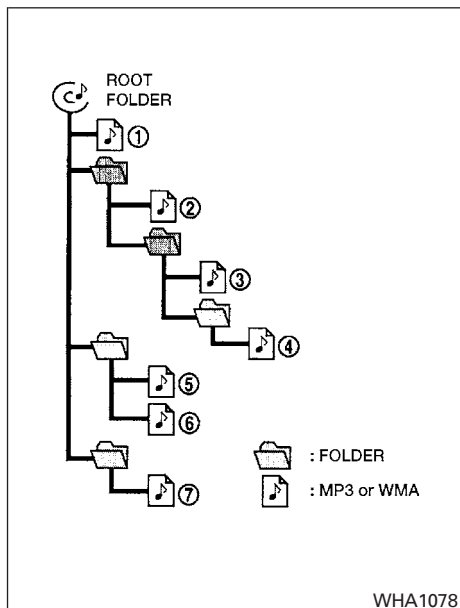 ROOT
FOLDER
①
②
③
④
⑤
⑥
⑦
: FOLDER
: MP3 or WMA
WHA1078